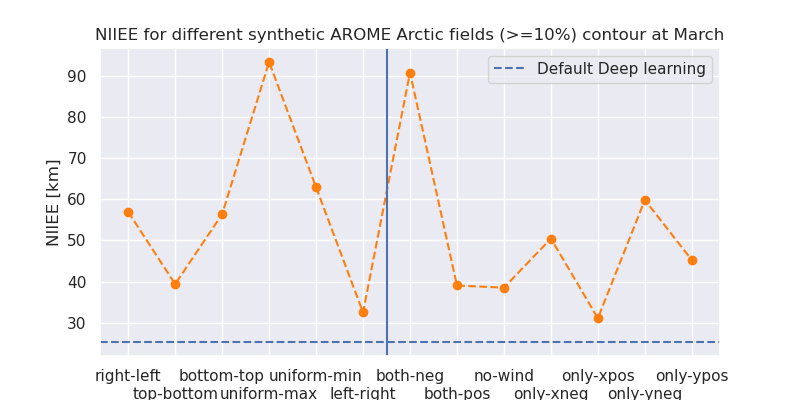 NIIEE for different synthetic AROME Arctic fields (>=10%) contour at March
Default Deep learning
NIIEE [km]
90
80
70
60
50
40
30
right-left bottom-top uniform-min both-neg no-wind only-xpos only-ypos
top-bottom uniform-max left-right both-pos only-xneg only-yneg